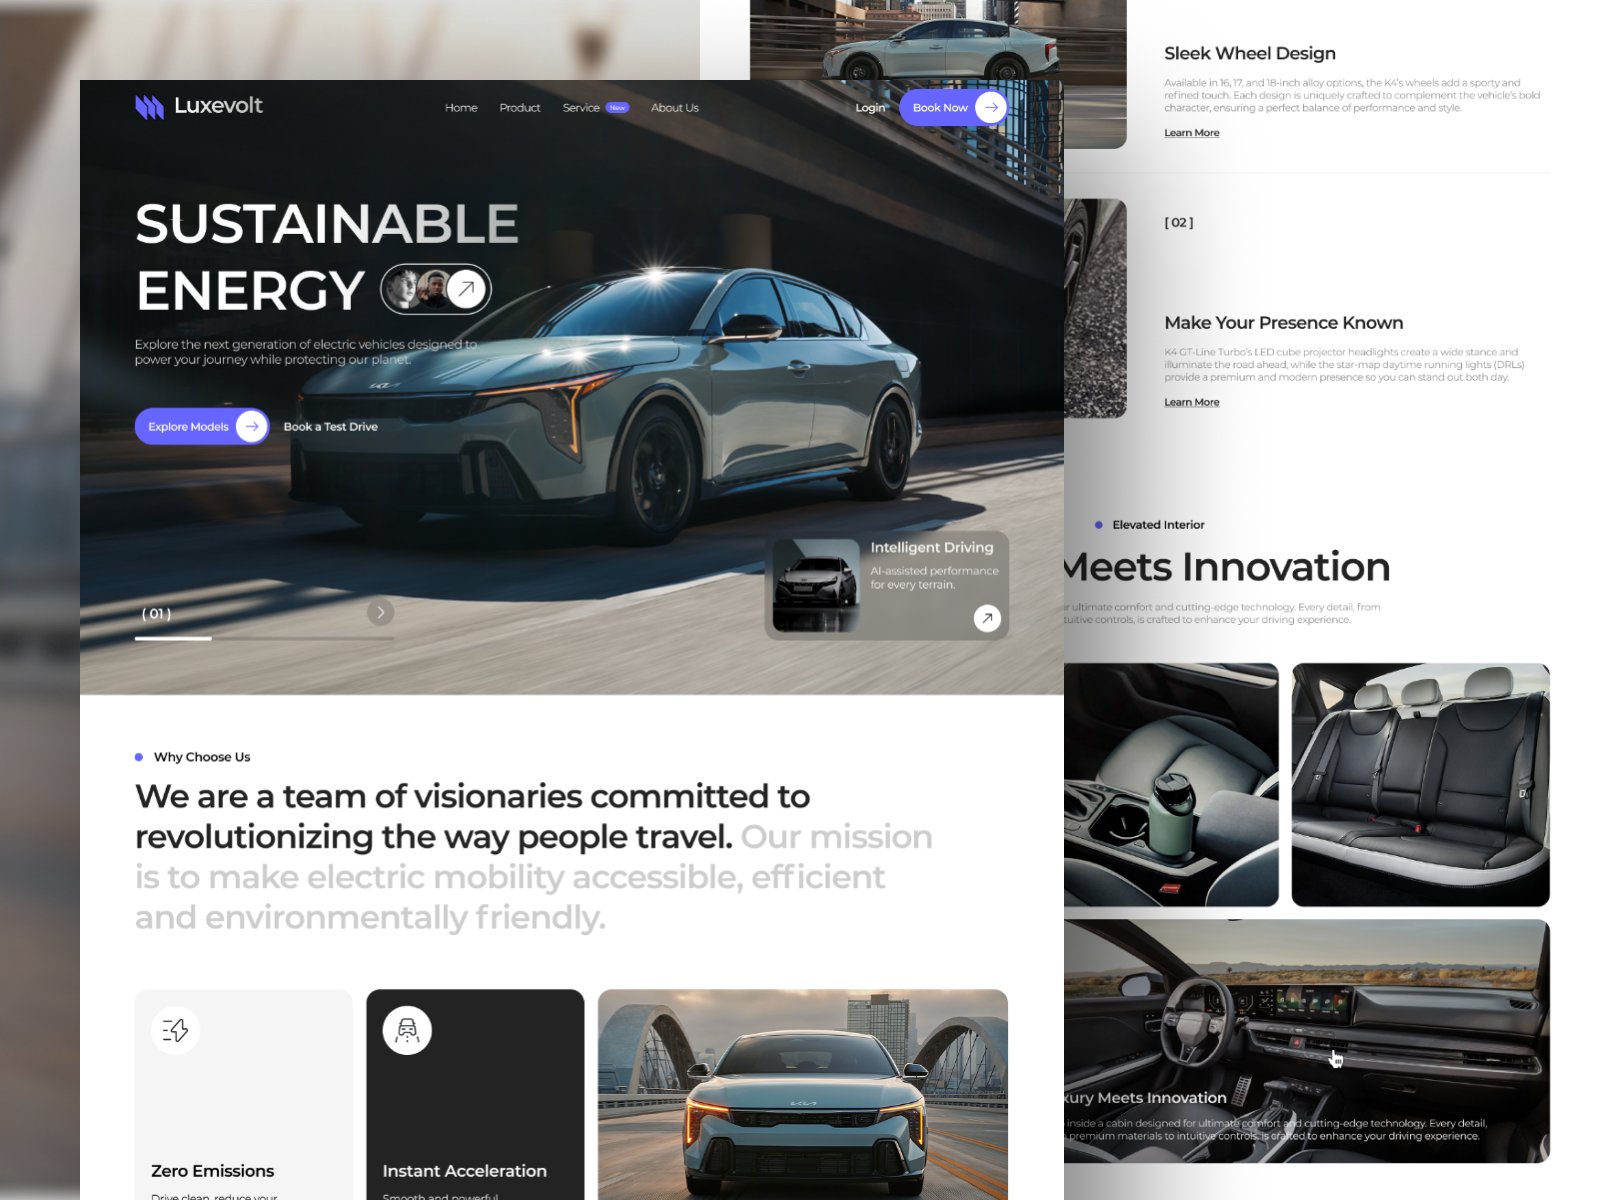 Luxevolt
Home
Product
Service
New
About Us
Login
Book Now
SUSTAINABLE
ENERGY
Explore the next generation of electric vehicles designed to
power your journey while protecting our planet.
Explore Models
Book a Test Drive
Intelligent Driving
AI-assisted performance
for every terrain.
( 01 )
Why Choose Us
We are a team of visionaries committed to
revolutionizing the way people travel. Our mission
is to make electric mobility accessible, efficient
and environmentally friendly.
Zero Emissions
Drive clean, reduce your
Instant Acceleration
Smooth and powerful
Sleek Wheel Design
Available in 16, 17, and 18-inch alloy options, the K4's wheels add a sporty and
refined touch. Each design is uniquely crafted to complement the vehicle's bold
character, ensuring a perfect balance of performance and style.
Learn More
[ 02 ]
Make Your Presence Known
K4 GT-Line Turbo's LED cube projector headlights create a wide stance and
illuminate the road ahead, while the star-map daytime running lights (DRLs)
provide a premium and modern presence so you can stand out both day.
Learn More
Elevated Interior
Meets Innovation
ultimate comfort and cutting-edge technology. Every detail, from
controls, is crafted to enhance your driving experience.
xury Meets Innovation
inside a cabin designed for ultimate comfort and cutting-edge technology. Every detail,
premium materials to intuitive controls, is crafted to enhance your driving experience.